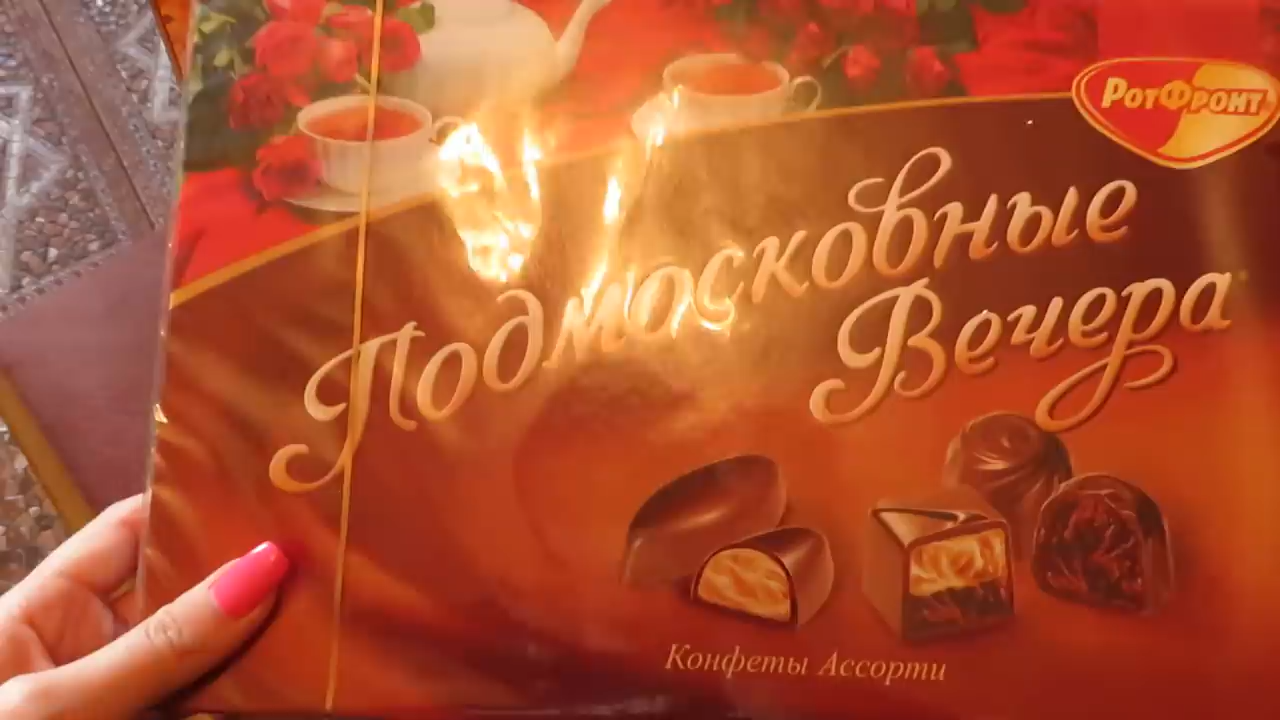 РотФронт
Подмосковные
Вечера
Конфеты Ассорти